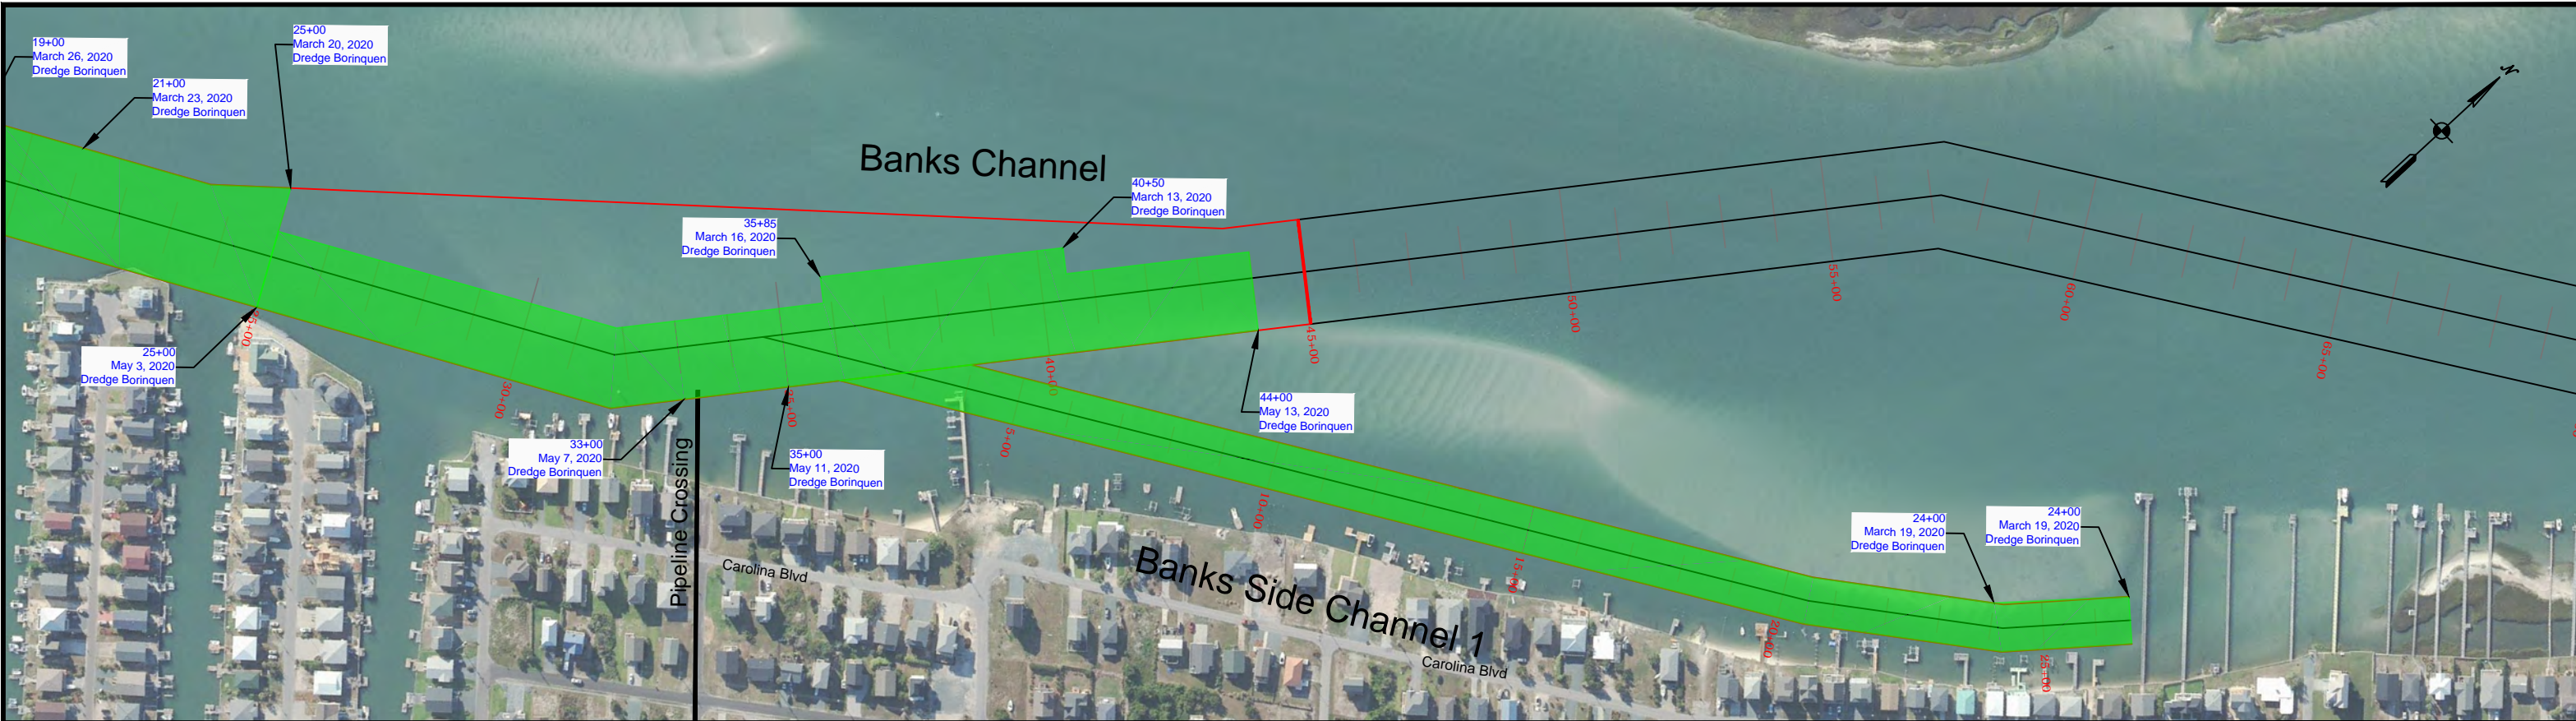 19+00
March 26, 2020
Dredge Borinquen
21+00
March 23, 2020
Dredge Borinquen
25+00
March 20, 2020
Dredge Borinquen
Banks Channel
40+50
March 13, 2020
Dredge Borinquen
35+85
March 16, 2020
Dredge Borinquen
N
25+00
May 3, 2020
Dredge Borinquen
25+00
30+00
35+00
40+00
45+00
50+00
55+00
60+00
65+00
33+00
May 7, 2020
Dredge Borinquen
35+00
May 11, 2020
Dredge Borinquen
44+00
May 13, 2020
Dredge Borinquen
Pipeline Crossing
5+00
10+00
15+00
20+00
25+00
Carolina Blvd
Banks Side Channel 1
Carolina Blvd
24+00
March 19, 2020
Dredge Borinquen
24+00
March 19, 2020
Dredge Borinquen